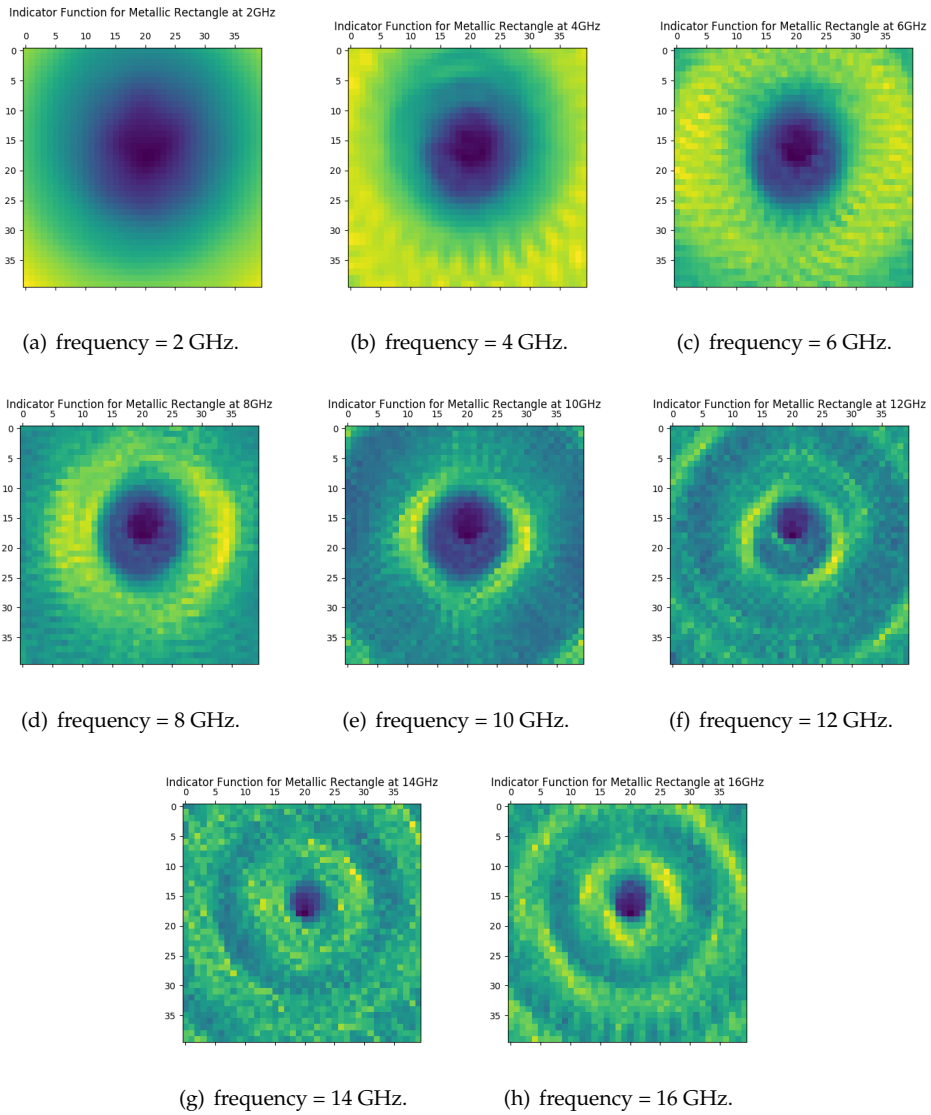 Indicator Function for Metallic Rectangle at 2GHz
0 5 10 15 20 25 30 35
0
5
10
15
20
25
30
35
(a) frequency = 2 GHz.
Indicator Function for Metallic Rectangle at 4GHz
0 5 10 15 20 25 30 35
0
5
10
15
20
25
30
35
(b) frequency = 4 GHz.
Indicator Function for Metallic Rectangle at 6GHz
0 5 10 15 20 25 30 35
0
5
10
15
20
25
30
35
(c) frequency = 6 GHz.
Indicator Function for Metallic Rectangle at 8GHz
0 5 10 15 20 25 30 35
0
5
10
15
20
25
30
35
(d) frequency = 8 GHz.
Indicator Function for Metallic Rectangle at 10GHz
0 5 10 15 20 25 30 35
0
5
10
15
20
25
30
35
(e) frequency = 10 GHz.
Indicator Function for Metallic Rectangle at 12GHz
0 5 10 15 20 25 30 35
0
5
10
15
20
25
30
35
(f) frequency = 12 GHz.
Indicator Function for Metallic Rectangle at 14GHz
0 5 10 15 20 25 30 35
0
5
10
15
20
25
30
35
(g) frequency = 14 GHz.
Indicator Function for Metallic Rectangle at 16GHz
0 5 10 15 20 25 30 35
0
5
10
15
20
25
30
35
(h) frequency = 16 GHz.